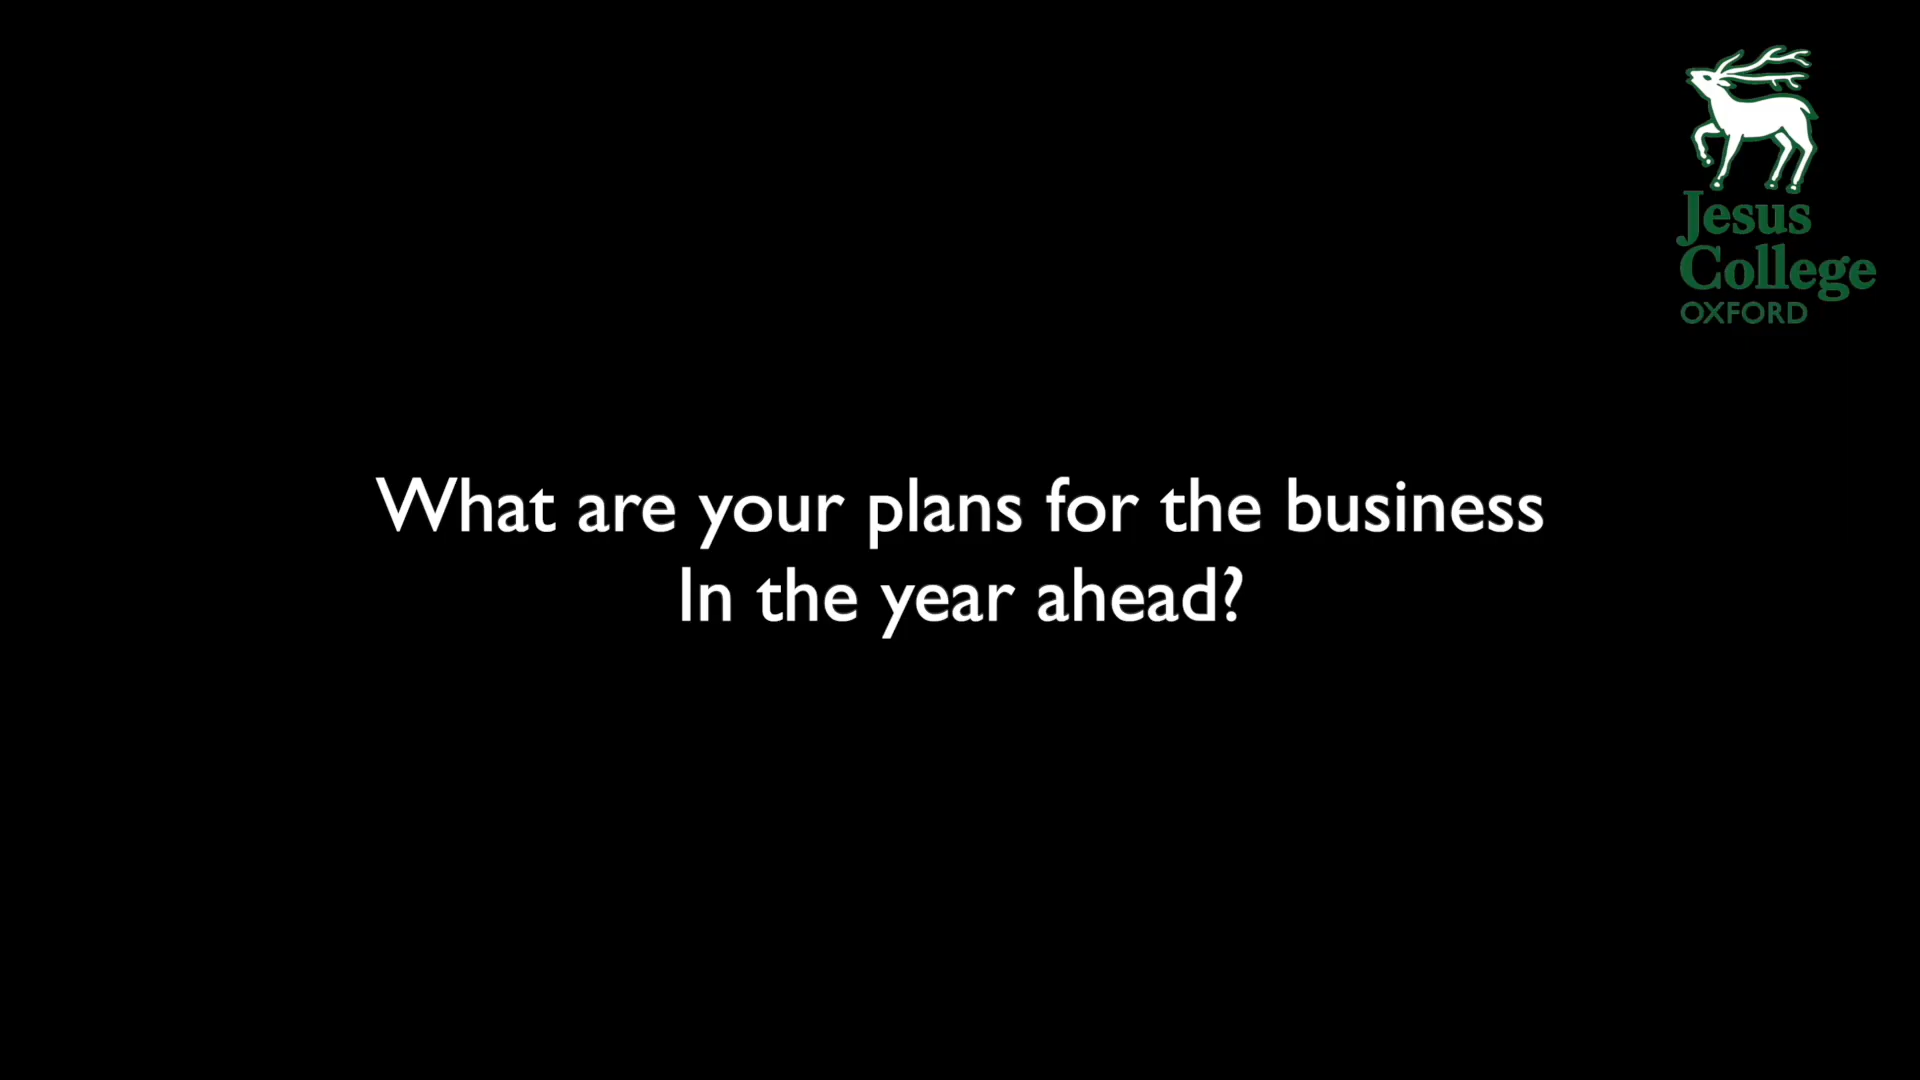 Jesus
College
OXFORD
What are your plans for the business
In the year ahead?